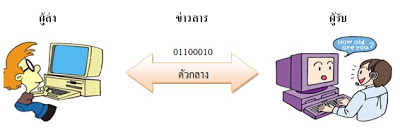 ผู้ส่ง ข่าวสาร ผู้รับ
01100010
ตัวกลาง
How old
are you?